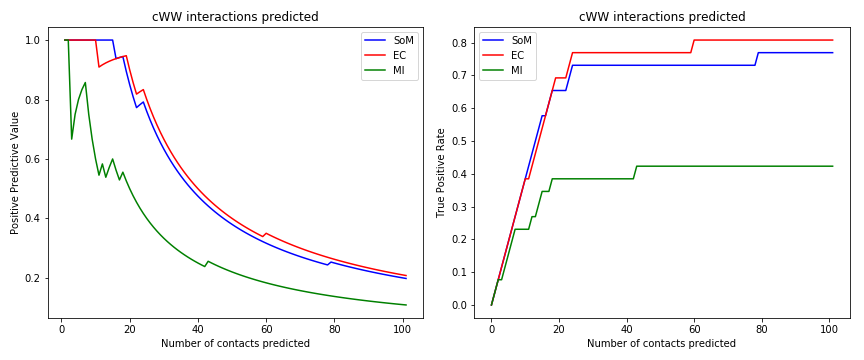 cWW interactions predicted
Positive Predictive Value
1.0
0.8
0.6
0.4
0.2
SoM
EC
MI
0 20 40 60 80 100
Number of contacts predicted
cWW interactions predicted
True Positive Rate
0.8
0.7
0.6
0.5
0.4
0.3
0.2
0.1
0.0
SoM
EC
MI
0 20 40 60 80 100
Number of contacts predicted